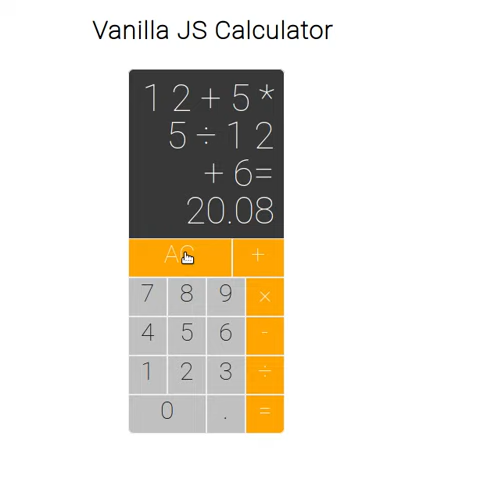 Vanilla JS Calculator
1 2 + 5 *
5 ÷ 1 2
+ 6=
20.08
AC +
7 8 9 ×
4 5 6 -
1 2 3 ÷
0 . =